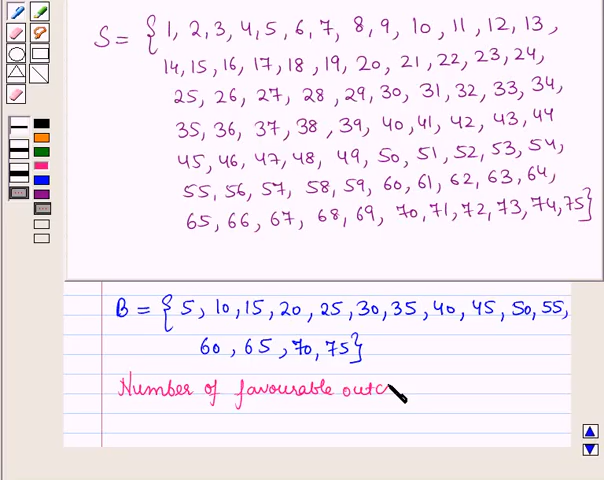 S = { 1, 2, 3, 4, 5, 6, 7, 8, 9, 10, 11, 12, 13,
14, 15, 16, 17, 18, 19, 20, 21, 22, 23, 24,
25, 26, 27, 28, 29, 30, 31, 32, 33, 34,
35, 36, 37, 38, 39, 40, 41, 42, 43, 44
45, 46, 47, 48, 49, 50, 51, 52, 53, 54,
55, 56, 57, 58, 59, 60, 61, 62, 63, 64,
65, 66, 67, 68, 69, 70, 71, 72, 73, 74, 75}
B = { 5, 10, 15, 20, 25, 30, 35, 40, 45, 50, 55,
60, 65, 70, 75}
Number of favourable outc